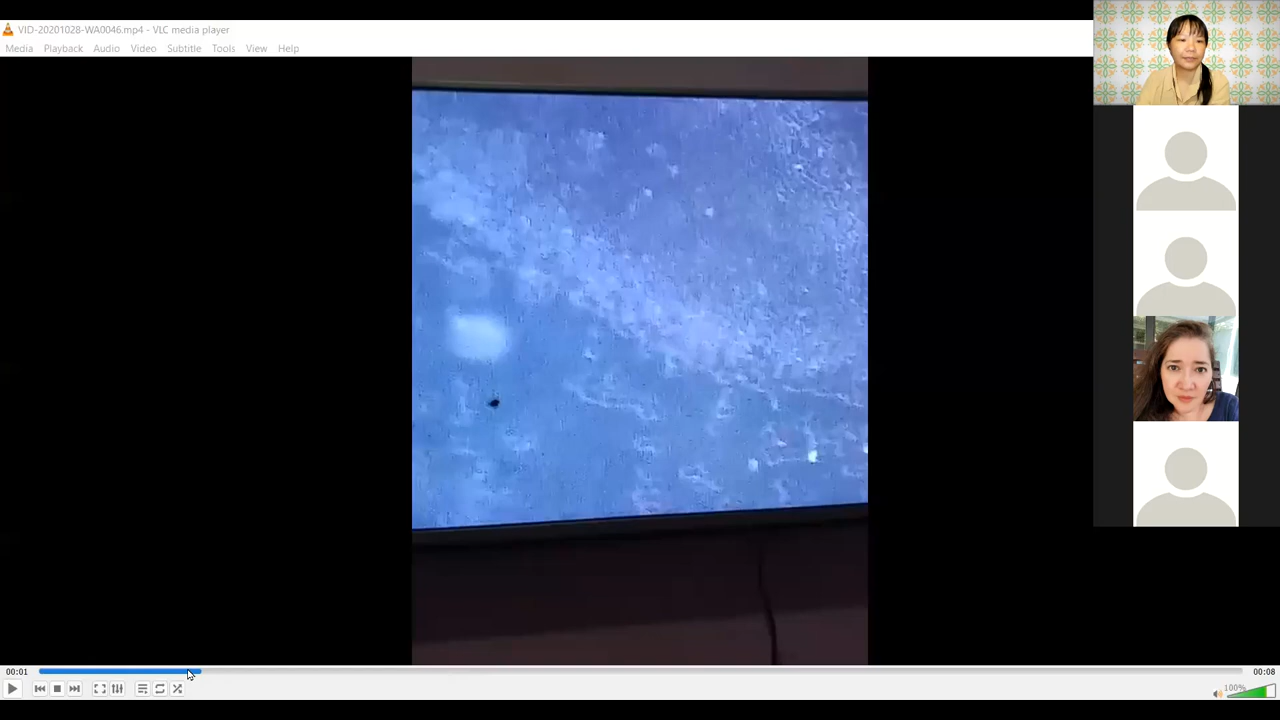 VID-20201028-WA0046.mp4 - VLC media player
Media Playback Audio Video Subtitle Tools View Help
00:01 00:08
100%